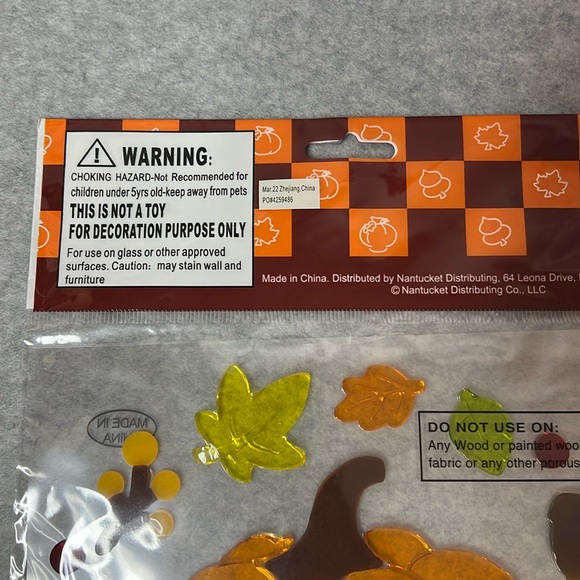 WARNING:
CHOKING HAZARD-Not Recommended for
children under 5yrs old-keep away from pets
THIS IS NOT A TOY
FOR DECORATION PURPOSE ONLY
For use on glass or other approved
surfaces. Caution: may stain wall and
furniture
Mar.22 Zhejiang,China
PO#4259486
Made in China. Distributed by Nantucket Distributing, 64 Leona Drive,
©Nantucket Distributing Co., LLC
MADE IN
DO NOT USE ON:
Any Wood or painted
fabric or any other